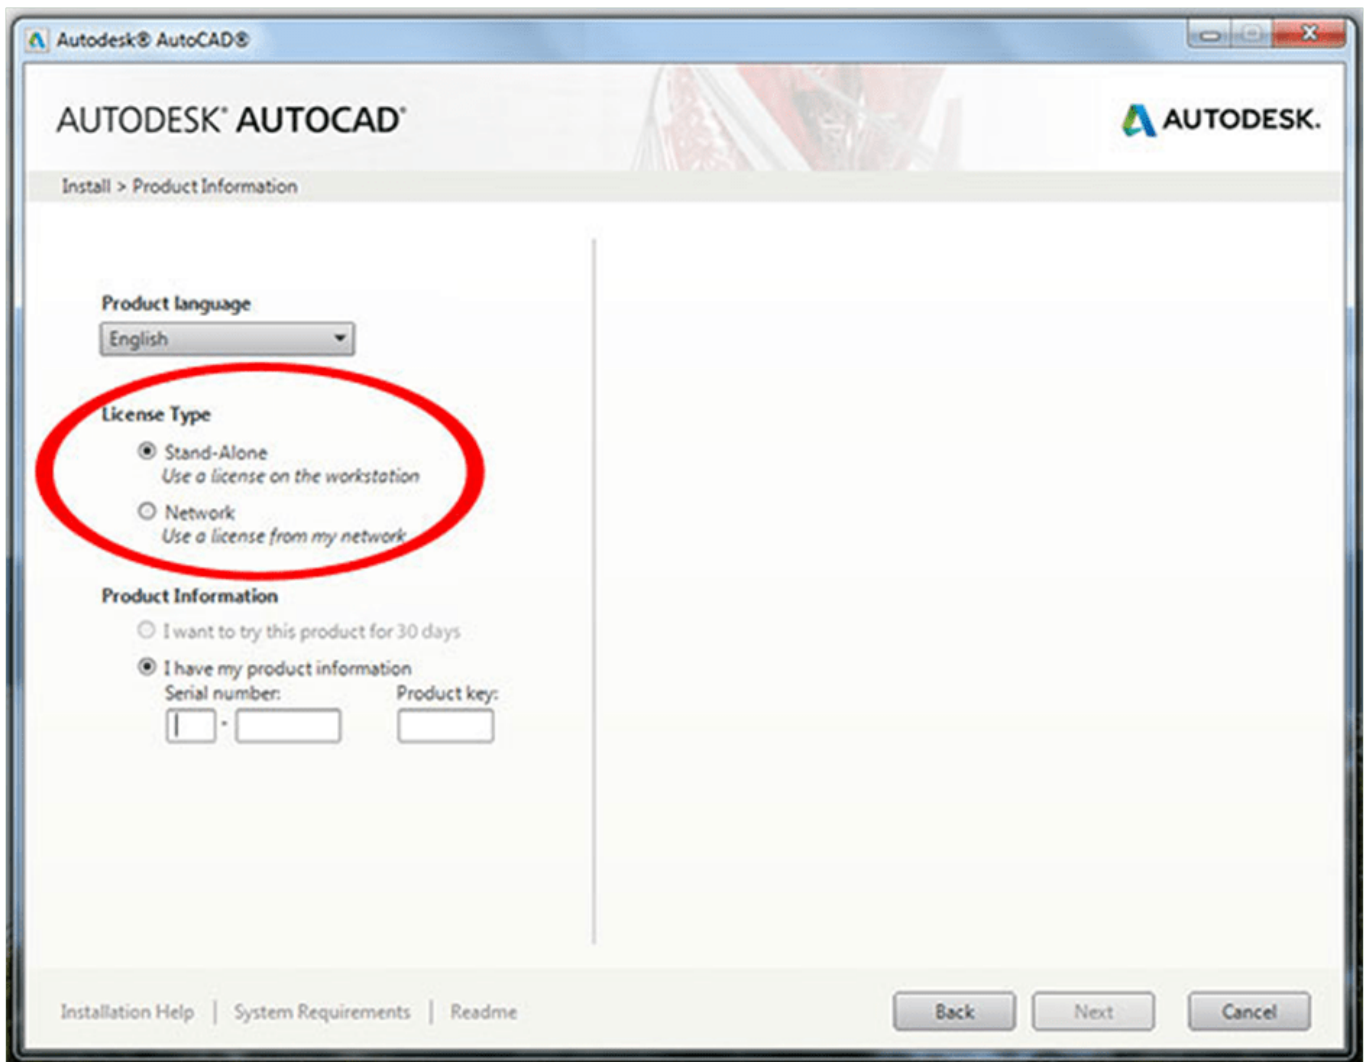 Autodesk® AutoCAD®
AUTODESK® AUTOCAD®
AUTODESK.
Install > Product Information
Product language
English
License Type
Stand-Alone
Use a license on the workstation
Network
Use a license from my network
Product Information
I want to try this product for 30 days
I have my product information
Serial number: Product key:
-
Installation Help | System Requirements | Readme
Back Next Cancel